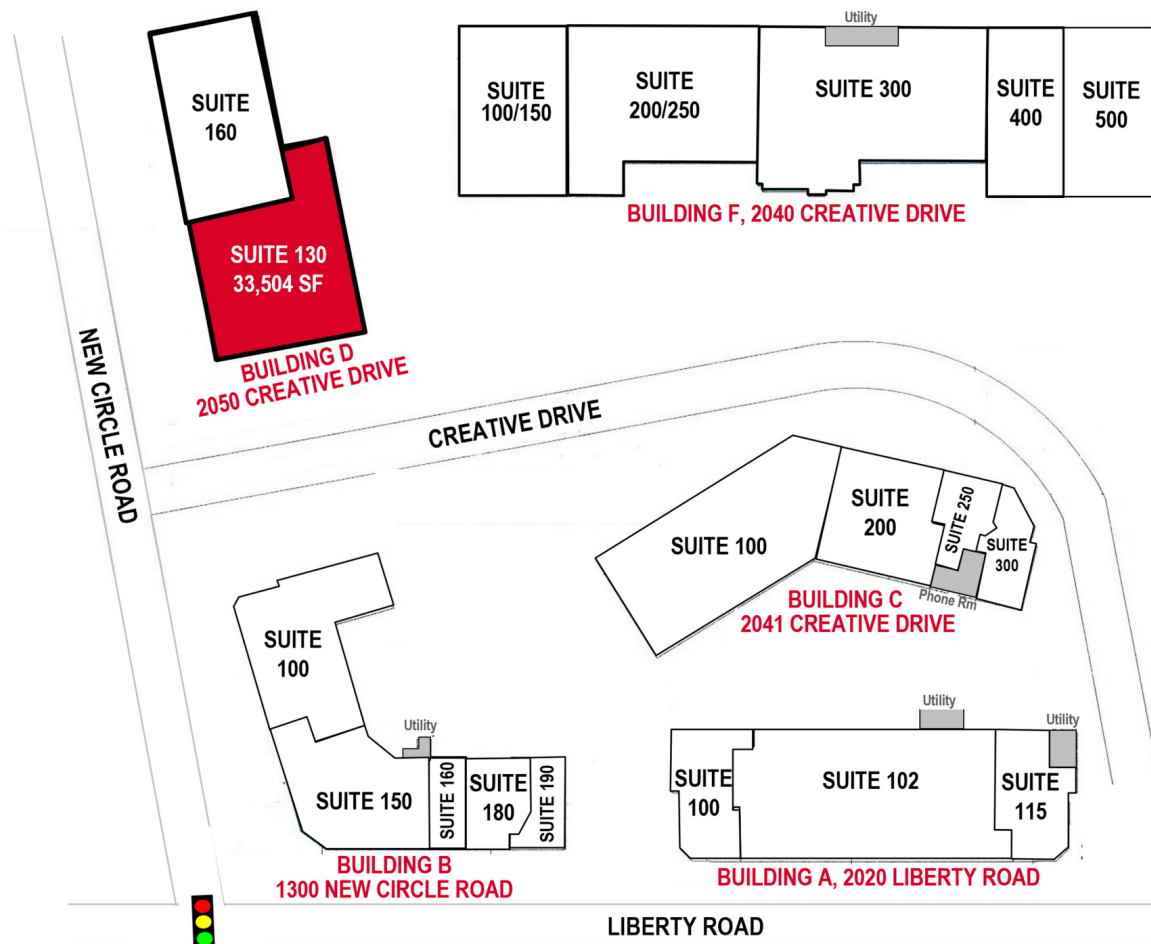 Utility
SUITE
160
SUITE
100/150
SUITE
200/250
SUITE 300
SUITE
400
SUITE
500
BUILDING F, 2040 CREATIVE DRIVE
SUITE 130
33,504 SF
BUILDING D
2050 CREATIVE DRIVE
NEW CIRCLE ROAD
CREATIVE DRIVE
SUITE 100
SUITE
200
SUITE 250
SUITE
300
Phone Rm
BUILDING C
2041 CREATIVE DRIVE
SUITE
100
Utility
SUITE 150
SUITE 160
SUITE
180
SUITE 190
BUILDING B
1300 NEW CIRCLE ROAD
Utility
Utility
SUITE
100
SUITE 102
SUITE
115
BUILDING A, 2020 LIBERTY ROAD
LIBERTY ROAD